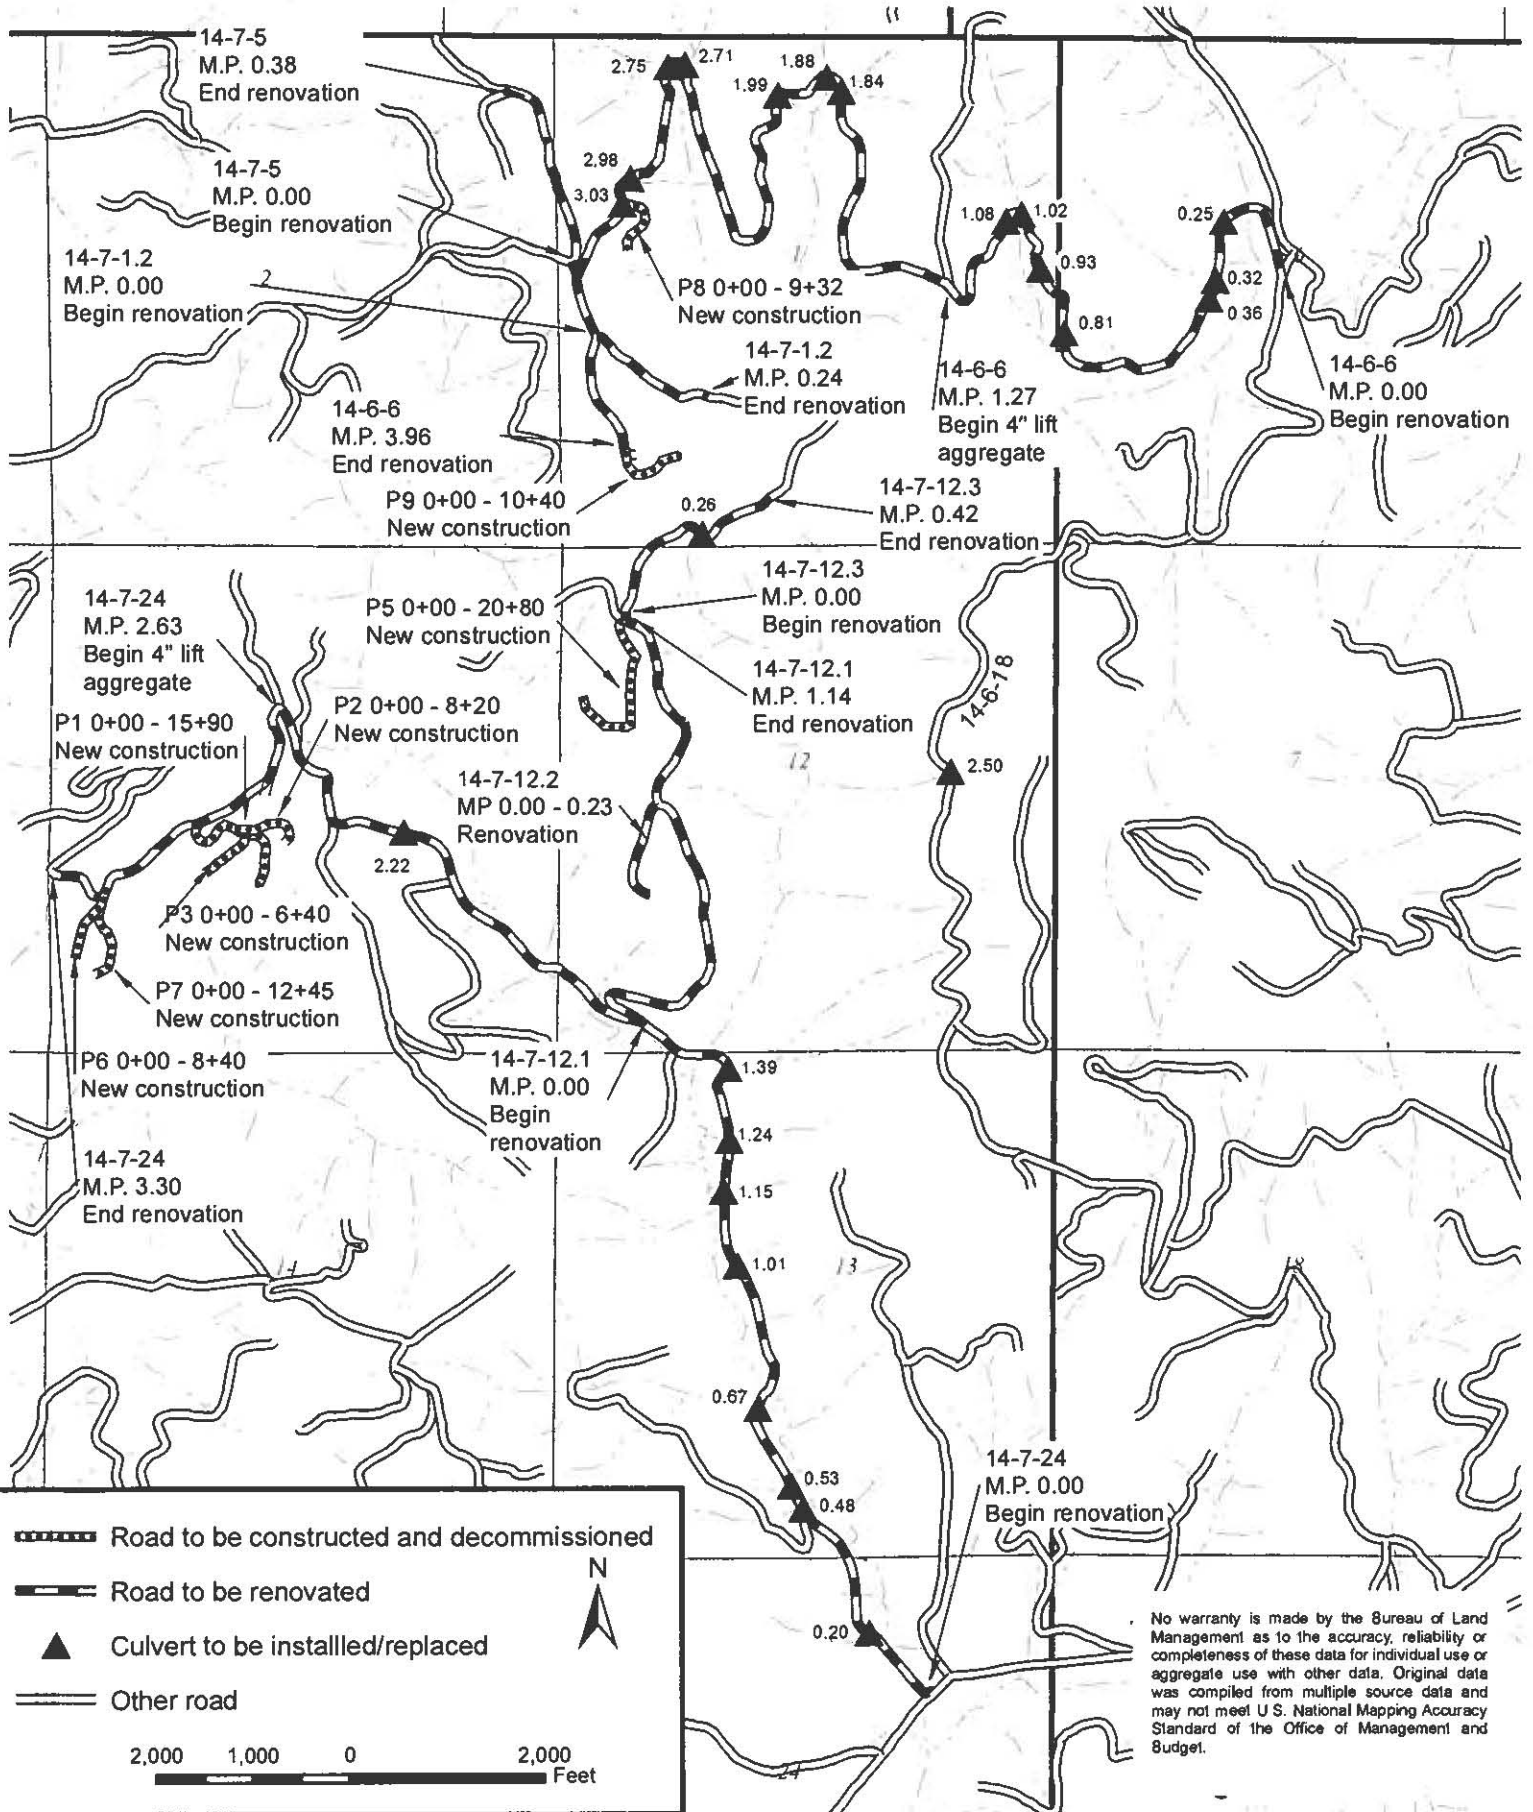 14-7-5
M.P. 0.38
End renovation
2.75
2.71
1.99
1.88
1.84
14-7-5
M.P. 0.00
Begin renovation
2.98
3.03
14-7-1.2
M.P. 0.00
Begin renovation
2
11
P8 0+00 - 9+32
New construction
1.08
1.02
0.93
0.81
0.25
0.32
0 36
14-7-1.2
M.P. 0.24
End renovation
14-6-6
M.P. 1.27
Begin 4" lift
aggregate
14-6-6
M.P. 0.00
Begin renovation
14-6-6
M.P. 3.96
End renovation
P9 0+00 - 10+40
New construction
0.26
14-7-12.3
M.P. 0.42
End renovation
14-7-24
M.P. 2.63
Begin 4" lift
aggregate
P5 0+00 - 20+80
New construction
14-7-12.3
M.P. 0.00
Begin renovation
14-7-12.1
M.P. 1.14
End renovation
14-6-18
P1 0+00 - 15+90
New construction
P2 0+00 - 8+20
New construction
12
7
2.50
14-7-12.2
MP 0.00 - 0.23
Renovation
2.22
P3 0+00 - 6+40
New construction
P7 0+00 - 12+45
New construction
P6 0+00 - 8+40
New construction
14-7-12.1
M.P. 0.00
Begin
renovation
1.39
1.24
1.15
1.01
14-7-24
M.P. 3.30
End renovation
13
18
0.67
0.53
0.48
14-7-24
M.P. 0.00
Begin renovation
0.20
24
Road to be constructed and decommissioned
Road to be renovated
Culvert to be installled/replaced
Other road
N
2,000 1,000 0 2,000
Feet
No warranty is made by the Bureau of Land
Management as to the accuracy, reliability or
completeness of these data for individual use or
aggregate use with other data. Original data
was compiled from multiple source data and
may not meet U S. National Mapping Accuracy
Standard of the Office of Management and
Budget.